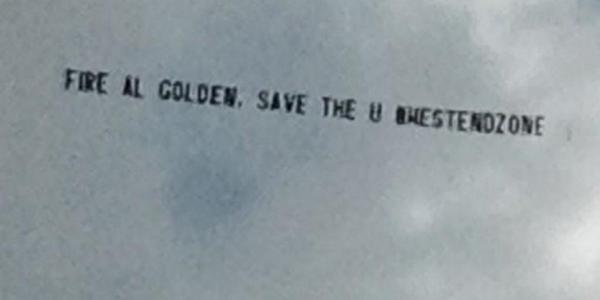 FIRE AL GOLDEN, SAVE THE U @WESTENDZONE